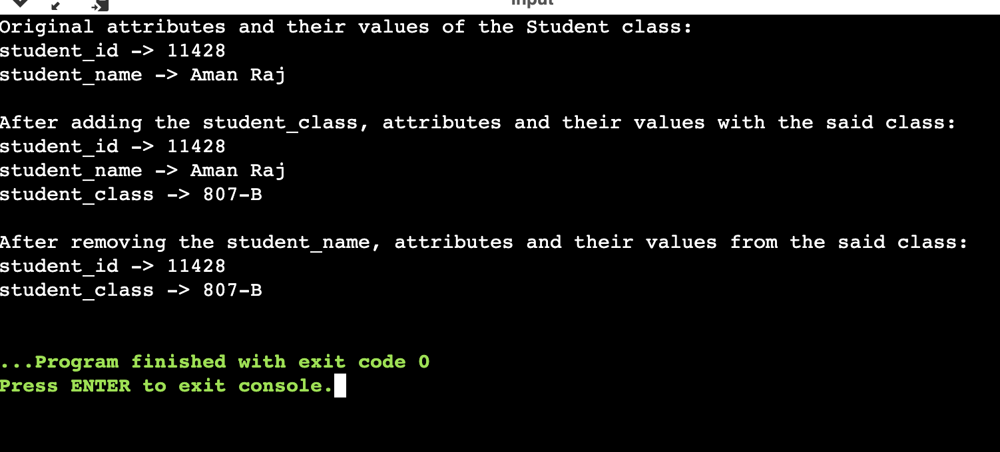 input
Original attributes and their values of the Student class:
student_id -> 11428
student_name -> Aman Raj
After adding the student_class, attributes and their values with the said class:
student_id -> 11428
student_name -> Aman Raj
student_class -> 807-B
After removing the student_name, attributes and their values from the said class:
student_id -> 11428
student_class -> 807-B
...Program finished with exit code 0
Press ENTER to exit console.